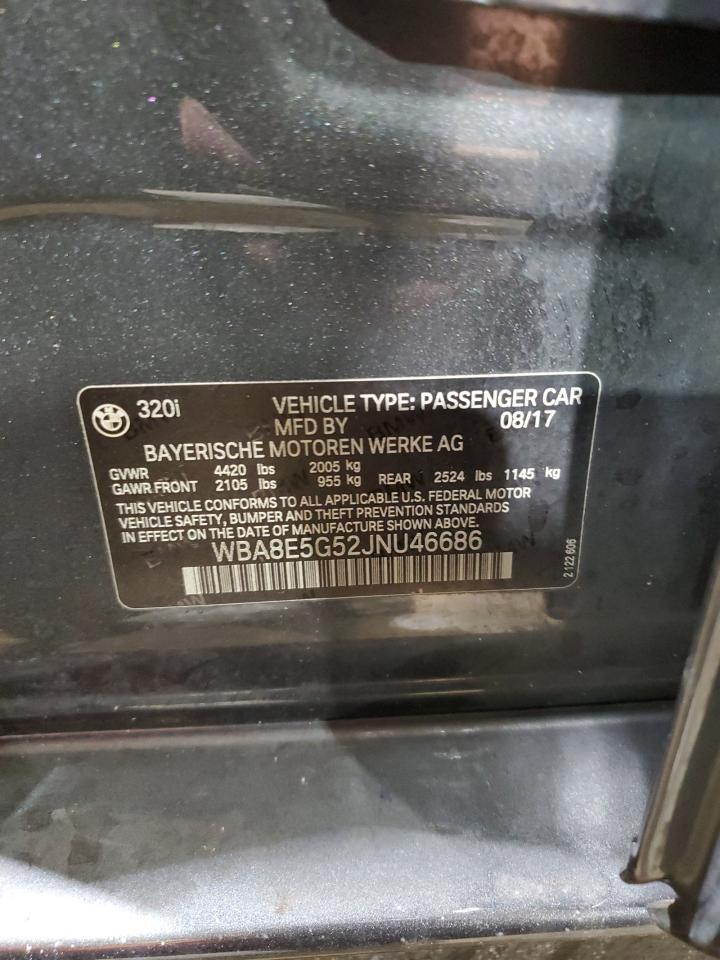 320i VEHICLE TYPE: PASSENGER CAR
MFD BY 08/17
BAYERISCHE MOTOREN WERKE AG
GVWR 4420 lbs 2005 kg
GAWR FRONT 2105 lbs 955 kg REAR 2524 lbs 1145 kg
THIS VEHICLE CONFORMS TO ALL APPLICABLE U.S. FEDERAL MOTOR
VEHICLE SAFETY, BUMPER AND THEFT PREVENTION STANDARDS
IN EFFECT ON THE DATE OF MANUFACTURE SHOWN ABOVE.
WBA8E5G52JNU46686
2 122 606